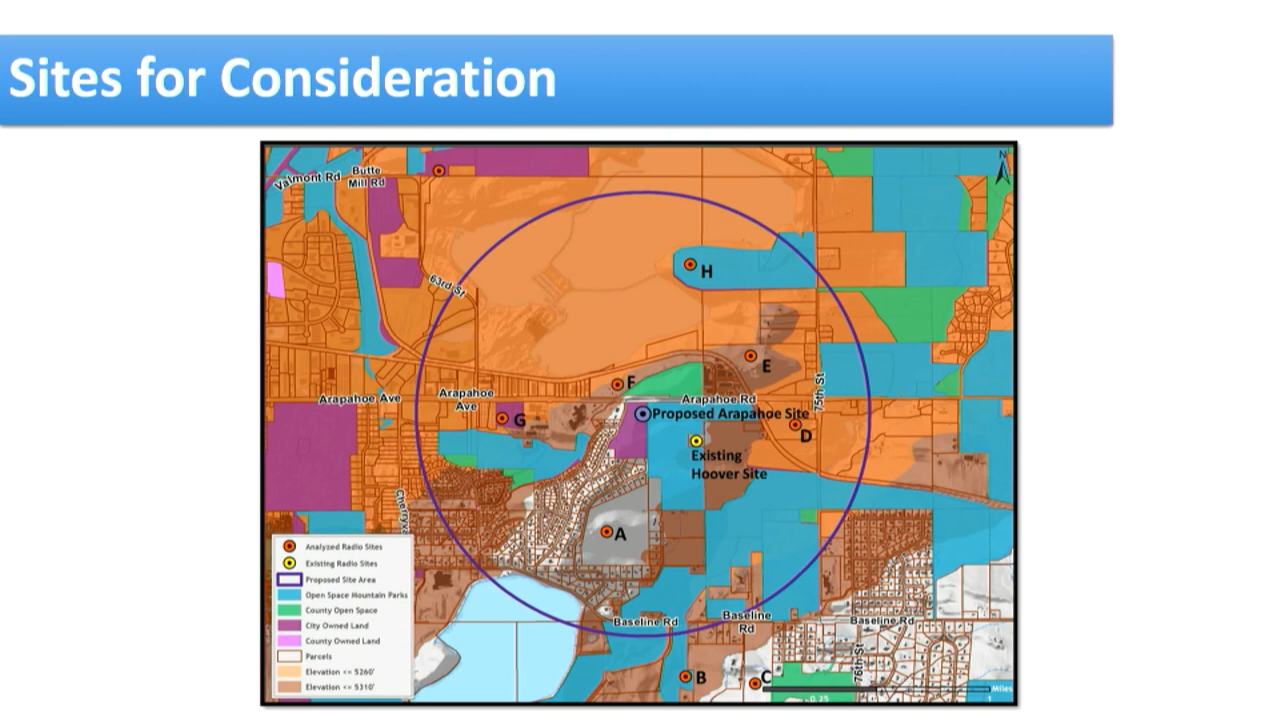 Sites for Consideration
N
Valmont Rd
Butte
Mill Rd
63rd St
H
E
F
75th St
Arapahoe Ave
Arapahoe
Ave
Arapahoe Rd
G
Proposed Arapahoe Site
D
Existing
Hoover Site
A
Baseline Rd
Baseline
Rd
Baseline Rd
76th St
B
C
0.25
Miles
1
Analyzed Radio Sites
Existing Radio Sites
Proposed Site Area
Open Space Mountain Parks
County Open Space
City Owned Land
County Owned Land
Parcels
Elevation <= 5260'
Elevation <= 5310'